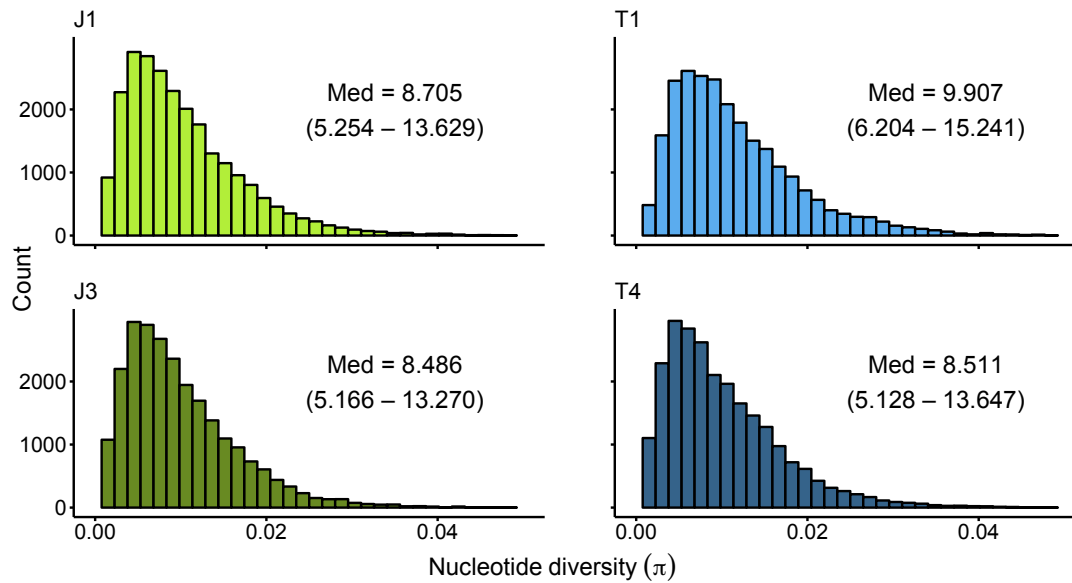 J1
T1
Med = 8.705
(5.254 – 13.629)
Med = 9.907
(6.204 – 15.241)
2000
1000
0
Count
J3
T4
Med = 8.486
(5.166 – 13.270)
Med = 8.511
(5.128 – 13.647)
2000
1000
0
0.00
0.02
0.04
0.00
0.02
0.04
Nucleotide diversity (π)